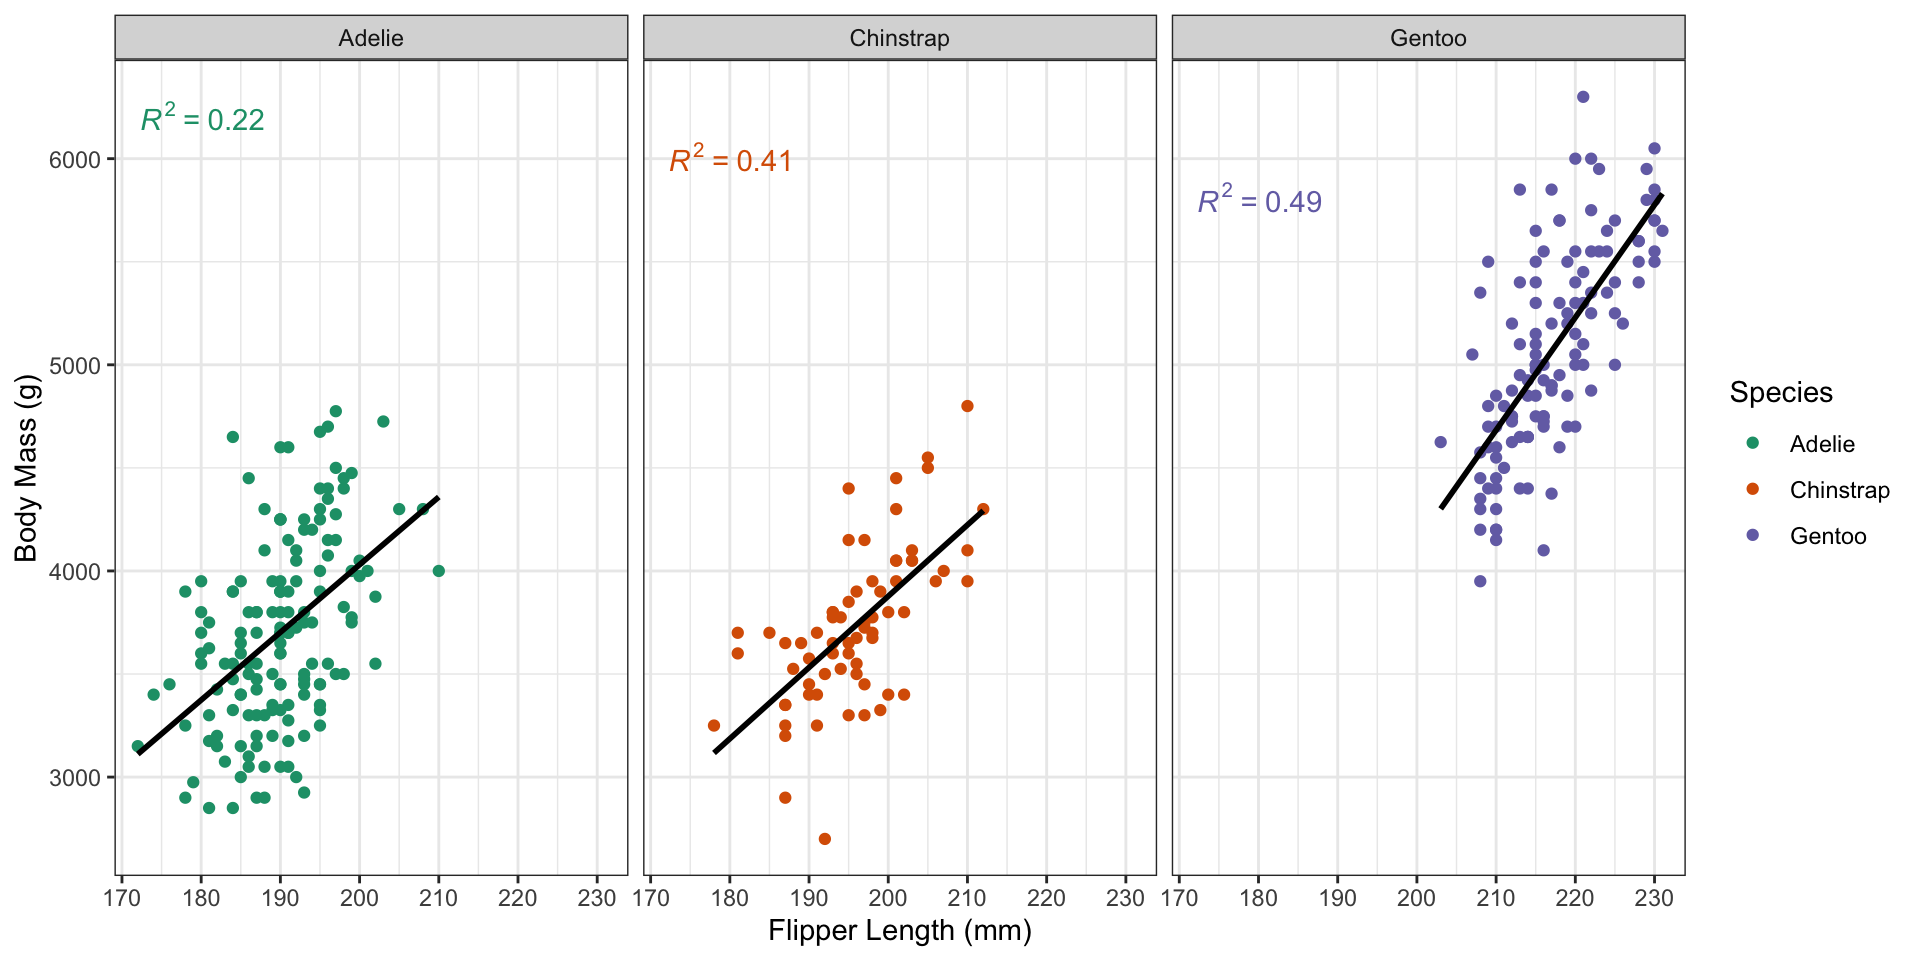 Adelie
Chinstrap
Gentoo
R² = 0.22
R² = 0.41
R² = 0.49
6000
5000
4000
3000
Body Mass (g)
170 180 190 200 210 220 230
170 180 190 200 210 220 230
170 180 190 200 210 220 230
Flipper Length (mm)
Species
Adelie
Chinstrap
Gentoo